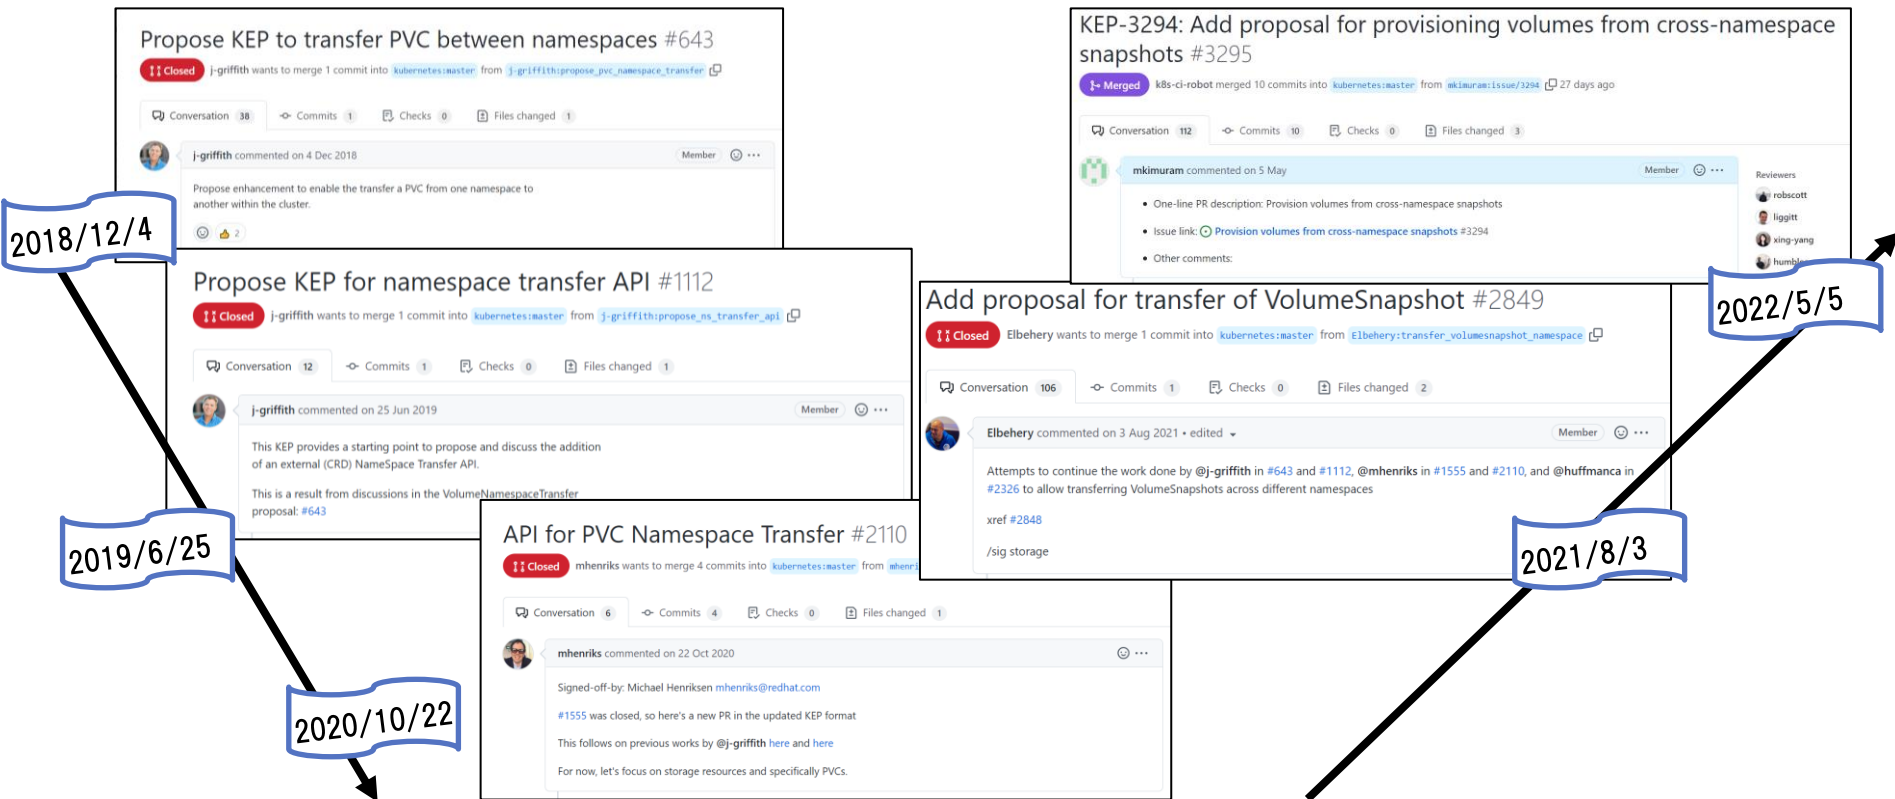 Propose KEP to transfer PVC between namespaces #643
Closed j-griffith wants to merge 1 commit into kubernetes:master from j-griffith:propose_pvc_namespace_transfer
Conversation 38 Commits 1 Checks 0 Files changed 1
j-griffith commented on 4 Dec 2018 Member
Propose enhancement to enable the transfer a PVC from one namespace to
another within the cluster.
2
2018/12/4
Propose KEP for namespace transfer API #1112
Closed j-griffith wants to merge 1 commit into kubernetes:master from j-griffith:propose_ns_transfer_api
Conversation 12 Commits 1 Checks 0 Files changed 1
j-griffith commented on 25 Jun 2019 Member
This KEP provides a starting point to propose and discuss the addition
of an external (CRD) NameSpace Transfer API.
This is a result from discussions in the VolumeNamespaceTransfer
proposal: #643
2019/6/25
API for PVC Namespace Transfer #2110
Closed mhenriks wants to merge 4 commits into kubernetes:master from mhenri
Conversation 6 Commits 4 Checks 0 Files changed 1
mhenriks commented on 22 Oct 2020
Signed-off-by: Michael Henriksen mhenriks@redhat.com
#1555 was closed, so here's a new PR in the updated KEP format
This follows on previous works by @j-griffith here and here
For now, let's focus on storage resources and specifically PVCs.
2020/10/22
Add proposal for transfer of VolumeSnapshot #2849
Closed Elbehery wants to merge 1 commit into kubernetes:master from Elbehery:transfer_volumesnapshot_namespace
Conversation 106 Commits 1 Checks 0 Files changed 2
Elbehery commented on 3 Aug 2021 • edited Member
Attempts to continue the work done by @j-griffith in #643 and #1112, @mhenriks in #1555 and #2110, and @huffmanca in
#2326 to allow transferring VolumeSnapshots across different namespaces
xref #2848
/sig storage
2021/8/3
KEP-3294: Add proposal for provisioning volumes from cross-namespace
snapshots #3295
Merged k8s-ci-robot merged 10 commits into kubernetes:master from mkimuram:issue/3294 27 days ago
Conversation 112 Commits 10 Checks 0 Files changed 3
mkimuram commented on 5 May Member
• One-line PR description: Provision volumes from cross-namespace snapshots
• Issue link: Provision volumes from cross-namespace snapshots #3294
• Other comments:
Reviewers
robscott
liggitt
xing-yang
2022/5/5